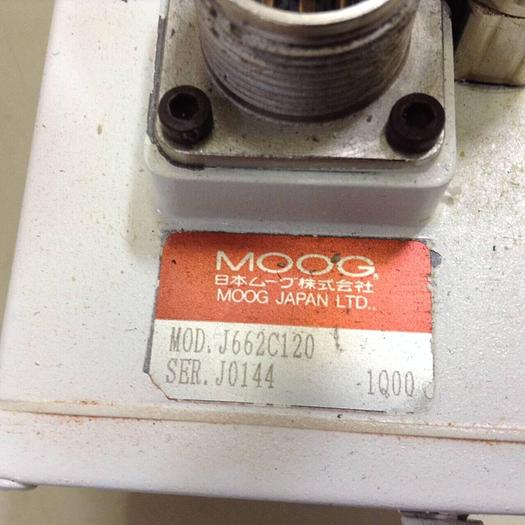 MOOG®
日本ムーグ株式会社
MOOG JAPAN LTD.,
MOD. J662C120
SER. J0144 1Q00